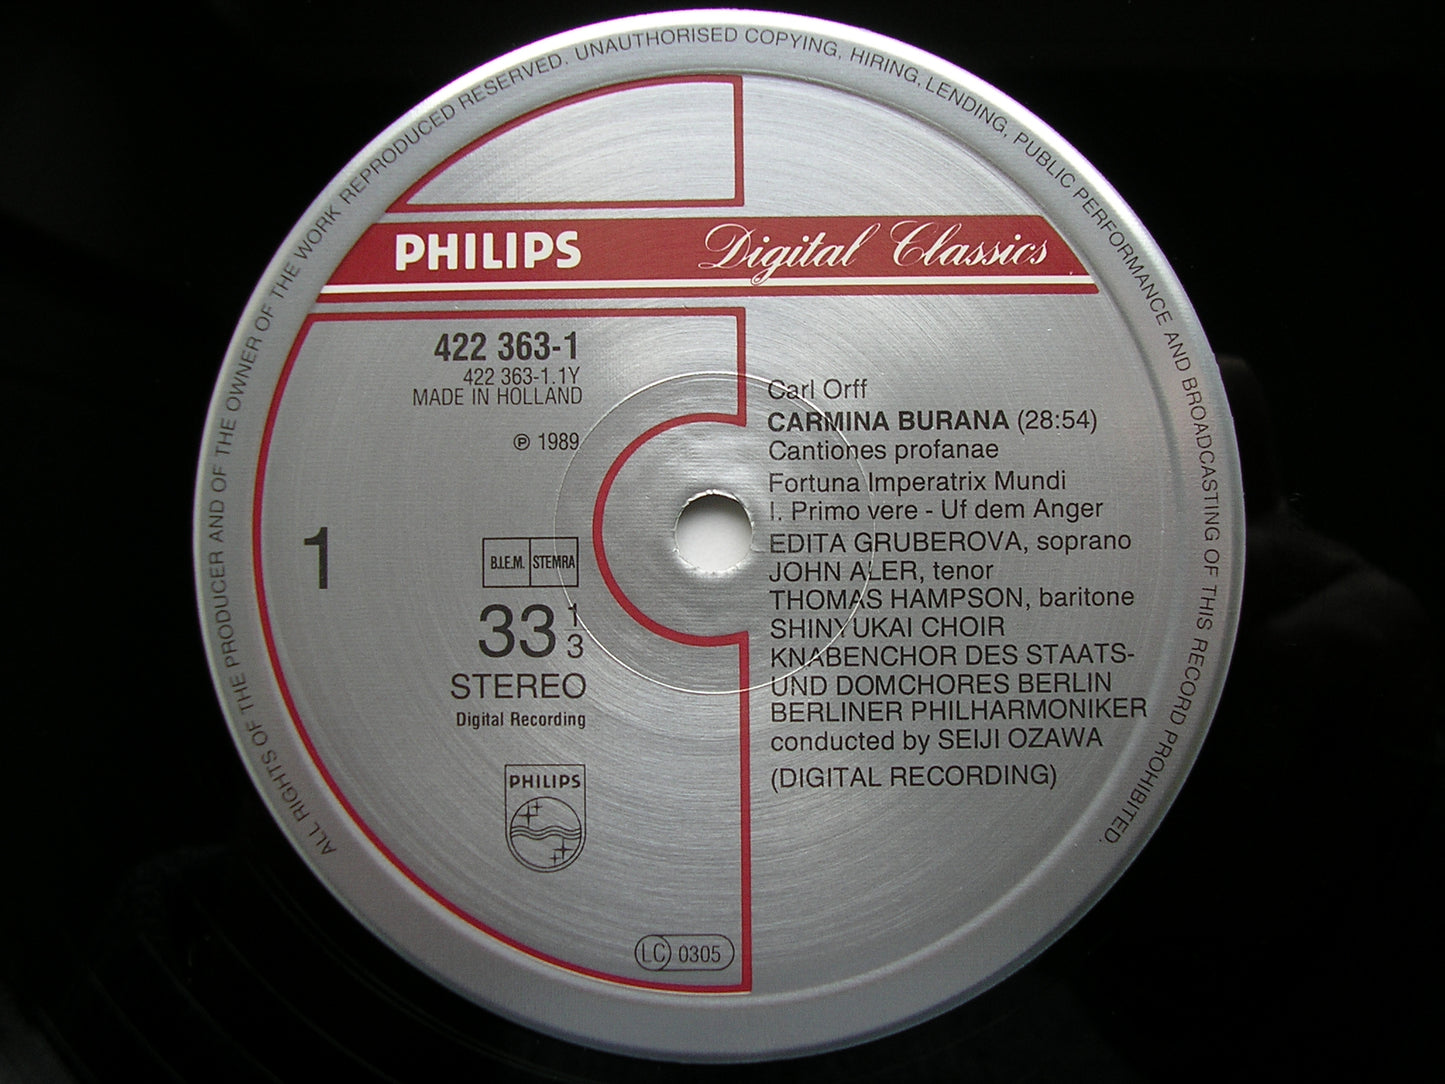 ALL RIGHTS OF THE PRODUCER AND OF THE OWNER OF THE WORK REPRODUCED RESERVED. UNAUTHORISED COPYING, HIRING, LENDING, PUBLIC PERFORMANCE AND BROADCASTING OF THIS RECORD PROHIBITED.
PHILIPS Digital Classics
422 363-1
422 363-1.1Y
MADE IN HOLLAND
℗ 1989
1
B.I.E.M. STEMRA
33 1/3
STEREO
Digital Recording
PHILIPS
LC 0305
Carl Orff
CARMINA BURANA (28:54)
Cantiones profanae
Fortuna Imperatrix Mundi
I. Primo vere - Uf dem Anger
EDITA GRUBEROVA, soprano
JOHN ALER, tenor
THOMAS HAMPSON, baritone
SHINYUKAI CHOIR
KNABENCHOR DES STAATS-
UND DOMCHORES BERLIN
BERLINER PHILHARMONIKER
conducted by SEIJI OZAWA
(DIGITAL RECORDING)